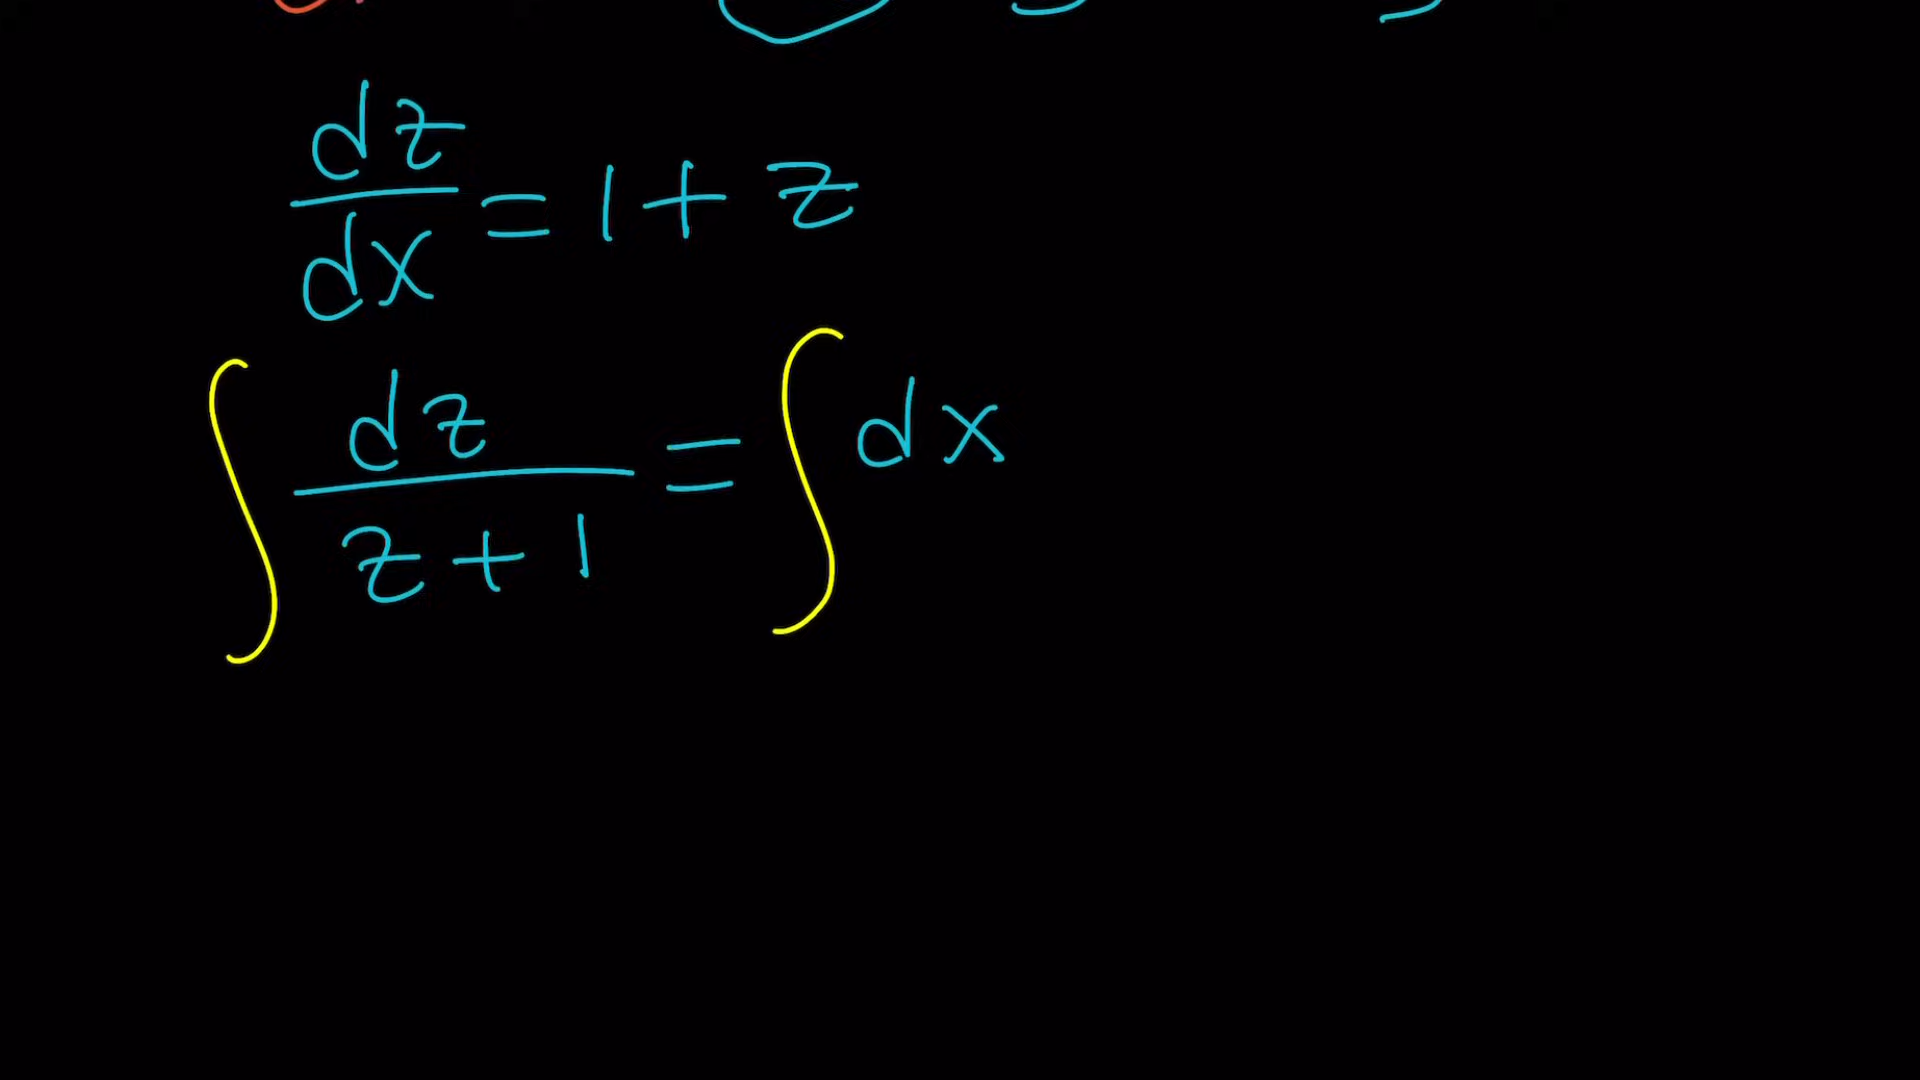 dz/dx = 1 + z
∫ dz/(z + 1) = ∫ dx